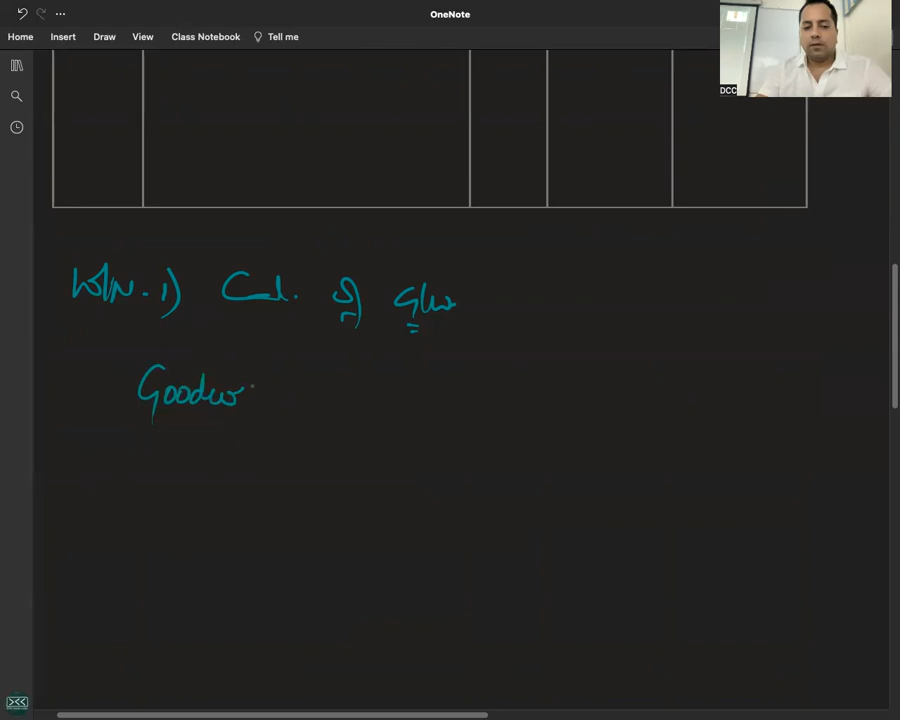 OneNote
Home Insert Draw View Class Notebook Tell me
DCC
W/N. 1) Cal. of G/w
Goodw